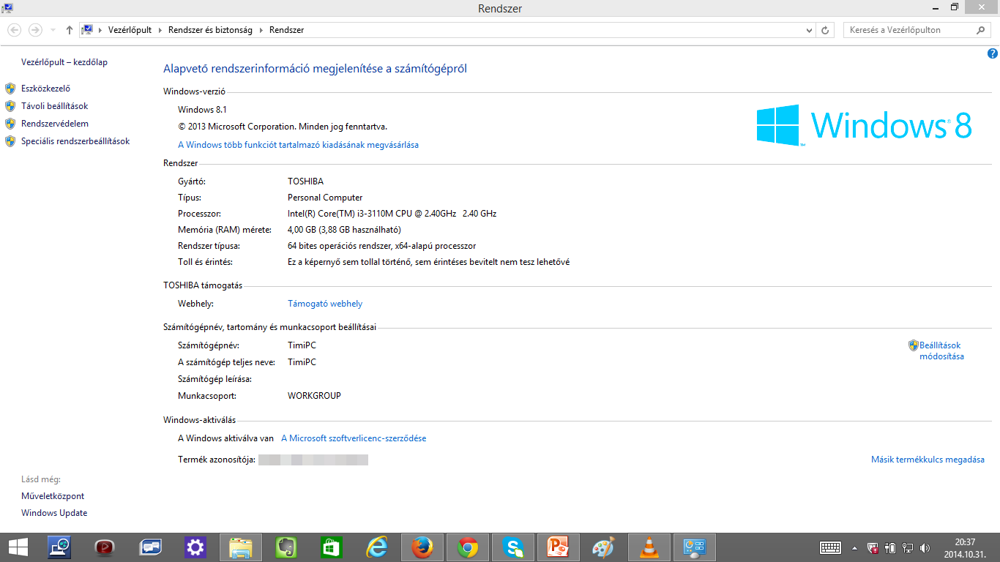 Rendszer
Vezérlőpult Rendszer és biztonság Rendszer
Keresés a Vezérlőpulton
Vezérlőpult – kezdőlap
Eszközkezelő
Távoli beállítások
Rendszervédelem
Speciális rendszerbeállítások
Alapvető rendszerinformáció megjelenítése a számítógépről
Windows-verzió
Windows 8.1
© 2013 Microsoft Corporation. Minden jog fenntartva.
A Windows több funkciót tartalmazó kiadásának megvásárlása
Windows® 8
Rendszer
Gyártó: TOSHIBA
Típus: Personal Computer
Processzor: Intel(R) Core(TM) i3-3110M CPU @ 2.40GHz 2.40 GHz
Memória (RAM) mérete: 4,00 GB (3,88 GB használható)
Rendszer típusa: 64 bites operációs rendszer, x64-alapú processzor
Toll és érintés: Ez a képernyő sem tollal történő, sem érintéses bevitelt nem tesz lehetővé
TOSHIBA támogatás
Webhely: Támogató webhely
Számítógépnév, tartomány és munkacsoport beállításai
Számítógépnév: TimiPC
A számítógép teljes neve: TimiPC
Számítógép leírása:
Munkacsoport: WORKGROUP
Beállítások
módosítása
Windows-aktiválás
A Windows aktiválva van A Microsoft szoftverlicenc-szerződése
Termék azonosítója:
Másik termékkulcs megadása
Lásd még:
Műveletközpont
Windows Update
20:37
2014.10.31.